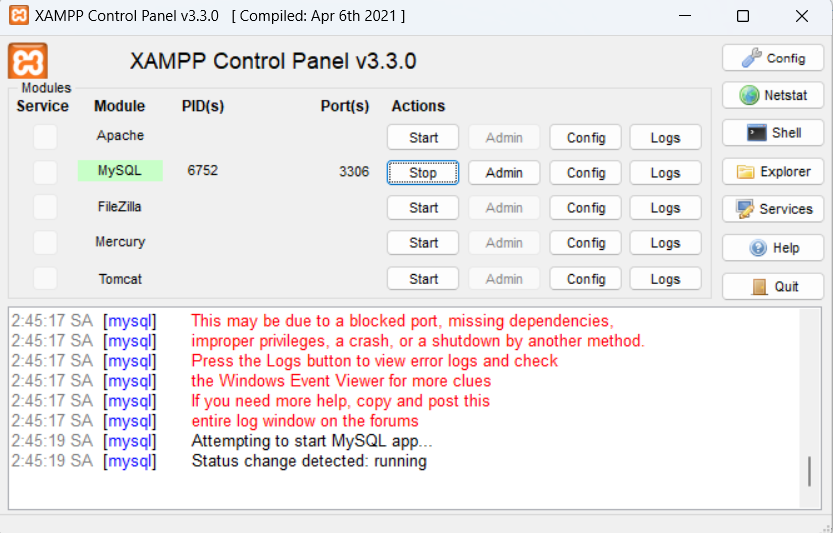 XAMPP Control Panel v3.3.0 [ Compiled: Apr 6th 2021 ]
XAMPP Control Panel v3.3.0
Config
Modules
Service Module PID(s) Port(s) Actions
Netstat
Apache Start Admin Config Logs
Shell
MySQL 6752 3306 Stop Admin Config Logs
Explorer
FileZilla Start Admin Config Logs
Services
Mercury Start Admin Config Logs
Help
Tomcat Start Admin Config Logs
Quit
2:45:17 SA [mysql] This may be due to a blocked port, missing dependencies,
2:45:17 SA [mysql] improper privileges, a crash, or a shutdown by another method.
2:45:17 SA [mysql] Press the Logs button to view error logs and check
2:45:17 SA [mysql] the Windows Event Viewer for more clues
2:45:17 SA [mysql] If you need more help, copy and post this
2:45:17 SA [mysql] entire log window on the forums
2:45:19 SA [mysql] Attempting to start MySQL app...
2:45:19 SA [mysql] Status change detected: running